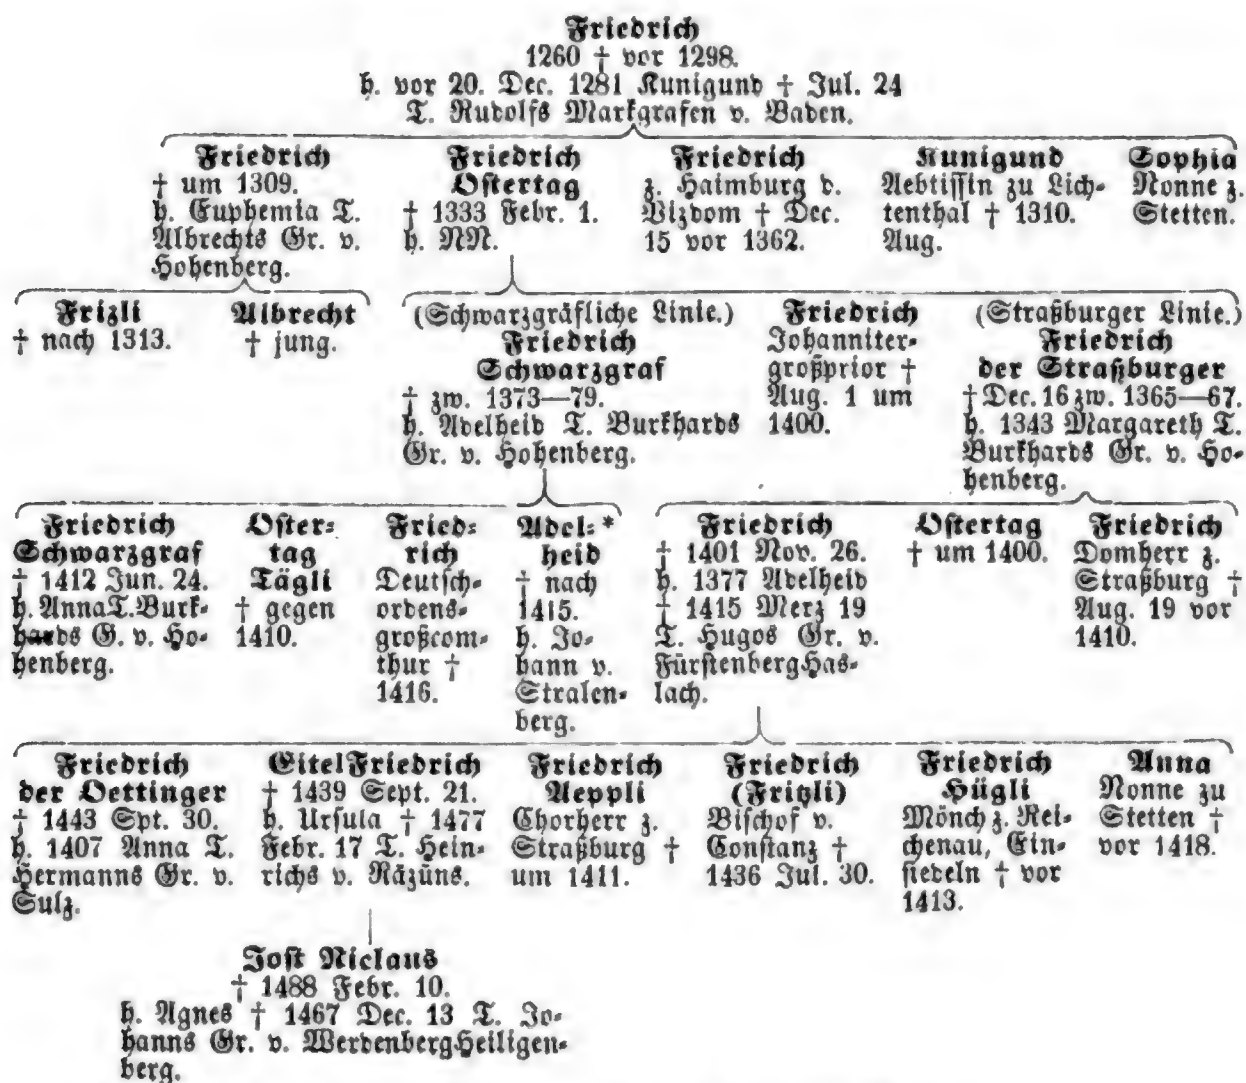 Friedrich
1260 † vor 1298.
h. vor 20. Dec. 1281 Kunigund † Jul. 24
T. Rudolfs Markgrafen v. Baden.
Friedrich
† um 1309.
h. Euphemia T.
Albrechts Gr. v.
Hohenberg.
Friedrich
Ostertag
† 1333 Febr. 1.
h. NN.
Friedrich
z. Haimburg d.
Vizdom † Dec.
15 vor 1362.
Kunigund
Aebtissin zu Lich-
tenthal † 1310.
Aug.
Sophia
Nonne z.
Stetten.
Frizli
† nach 1313.
Albrecht
† jung.
(Schwarzgräfliche Linie.)
Friedrich
Schwarzgraf
† zw. 1373—79.
h. Adelheid T. Burkhards
Gr. v. Hohenberg.
Friedrich
Johanniter-
großprior †
Aug. 1 um
1400.
(Straßburger Linie.)
Friedrich
der Straßburger
† Dec. 16 zw. 1365—67.
h. 1343 Margareth T.
Burkhards Gr. v. Ho-
henberg.
Friedrich
Schwarzgraf
† 1412 Jun. 24.
h. Anna T. Burk-
hards G. v. Ho-
henberg.
Oster-
tag
Tägli
† gegen
1410.
Fried-
rich
Deutsch-
ordens-
großcom-
thur †
1416.
Adel-*
heid
† nach
1415.
h. Jo-
hann v.
Stralen-
berg.
Friedrich
† 1401 Nov. 26.
h. 1377 Adelheid
† 1415 Merz 19
T. Hugos Gr. v.
FürstenbergHas-
lach.
Ostertag
† um 1400.
Friedrich
Domherr z.
Straßburg †
Aug. 19 vor
1410.
Friedrich
der Oettinger
† 1443 Spt. 30.
h. 1407 Anna T.
Hermanns Gr. v.
Sulz.
EitelFriedrich
† 1439 Sept. 21.
h. Ursula † 1477
Febr. 17 T. Hein-
richs v. Räzüns.
Friedrich
Aeppli
Chorherr z.
Straßburg †
um 1411.
Friedrich
(Fritzli)
Bischof v.
Constanz †
1436 Jul. 30.
Friedrich
Hügli
Mönch z. Rei-
chenau, Ein-
siedeln † vor
1413.
Anna
Nonne zu
Stetten †
vor 1418.
Jost Niclaus
† 1488 Febr. 10.
h. Agnes † 1467 Dec. 13 T. Jo-
hanns Gr. v. WerdenbergHeiligen-
berg.